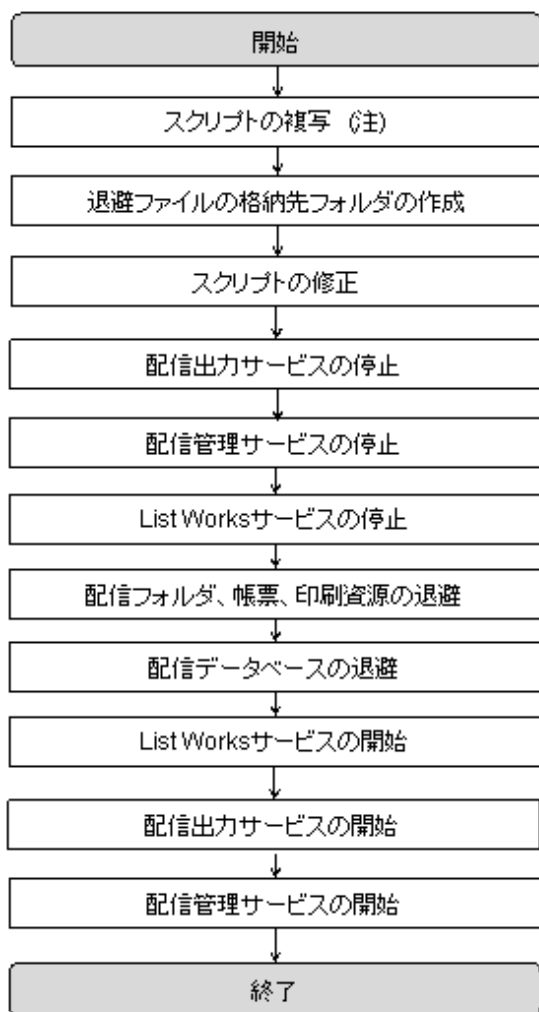 開始
スクリプトの複写 (注)
退避ファイルの格納先フォルダの作成
スクリプトの修正
配信出力サービスの停止
配信管理サービスの停止
List Worksサービスの停止
配信フォルダ、帳票、印刷資源の退避
配信データベースの退避
List Worksサービスの開始
配信出力サービスの開始
配信管理サービスの開始
終了